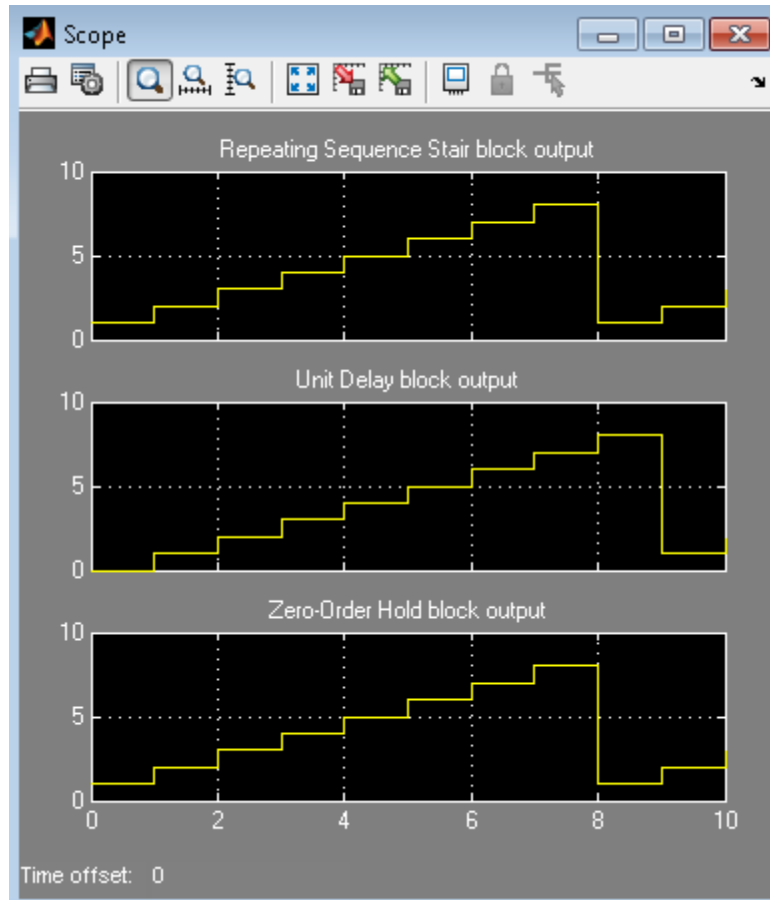 Scope
Repeating Sequence Stair block output
10
5
0
Unit Delay block output
10
5
0
Zero-Order Hold block output
10
5
0
0 2 4 6 8 10
Time offset: 0